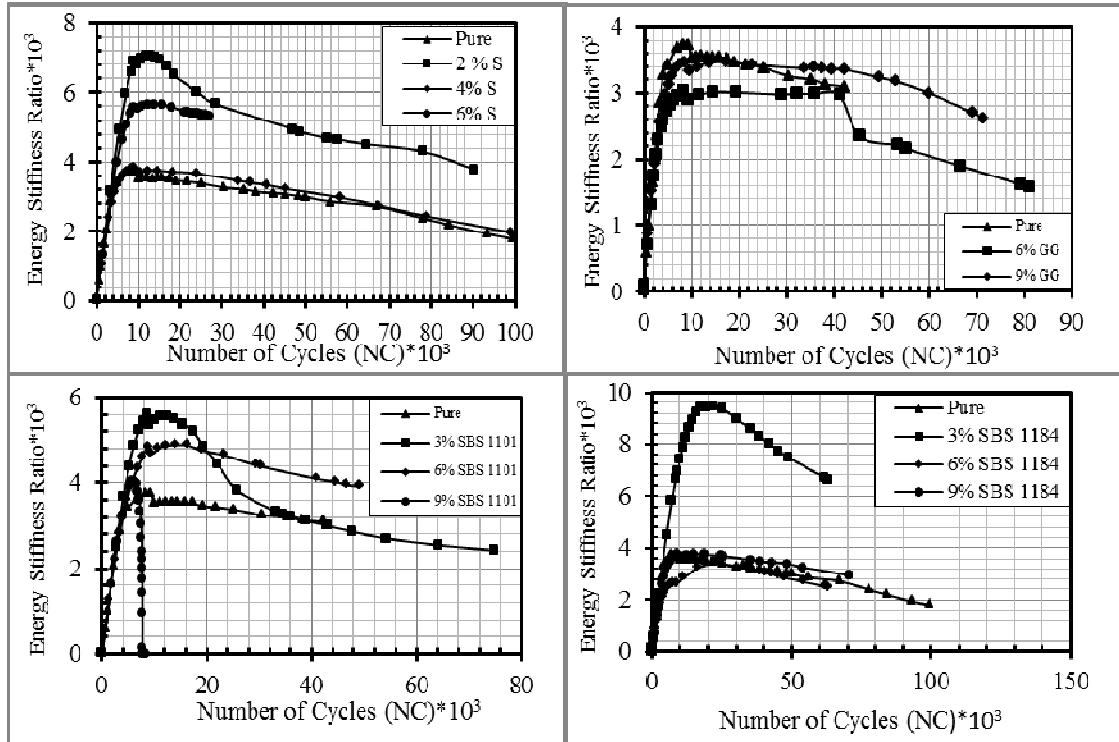 Energy Stiffness Ratio*10³
8
6
4
2
0
Pure
2 % S
4% S
6% S
0 10 20 30 40 50 60 70 80 90 100
Number of Cycles (NC)*10³
Energy Stiffness Ratio*10³
4
3
2
1
0
Pure
6% GG
9% GG
0 10 20 30 40 50 60 70 80 90
Number of Cycles (NC)*10³
Energy Stiffness Ratio*10³
6
4
2
0
Pure
3% SBS 1101
6% SBS 1101
9% SBS 1101
0 20 40 60 80
Number of Cycles (NC)*10³
Energy Stiffness Ratio*10³
10
8
6
4
2
0
Pure
3% SBS 1184
6% SBS 1184
9% SBS 1184
0 50 100 150
Number of Cycles (NC)*10³